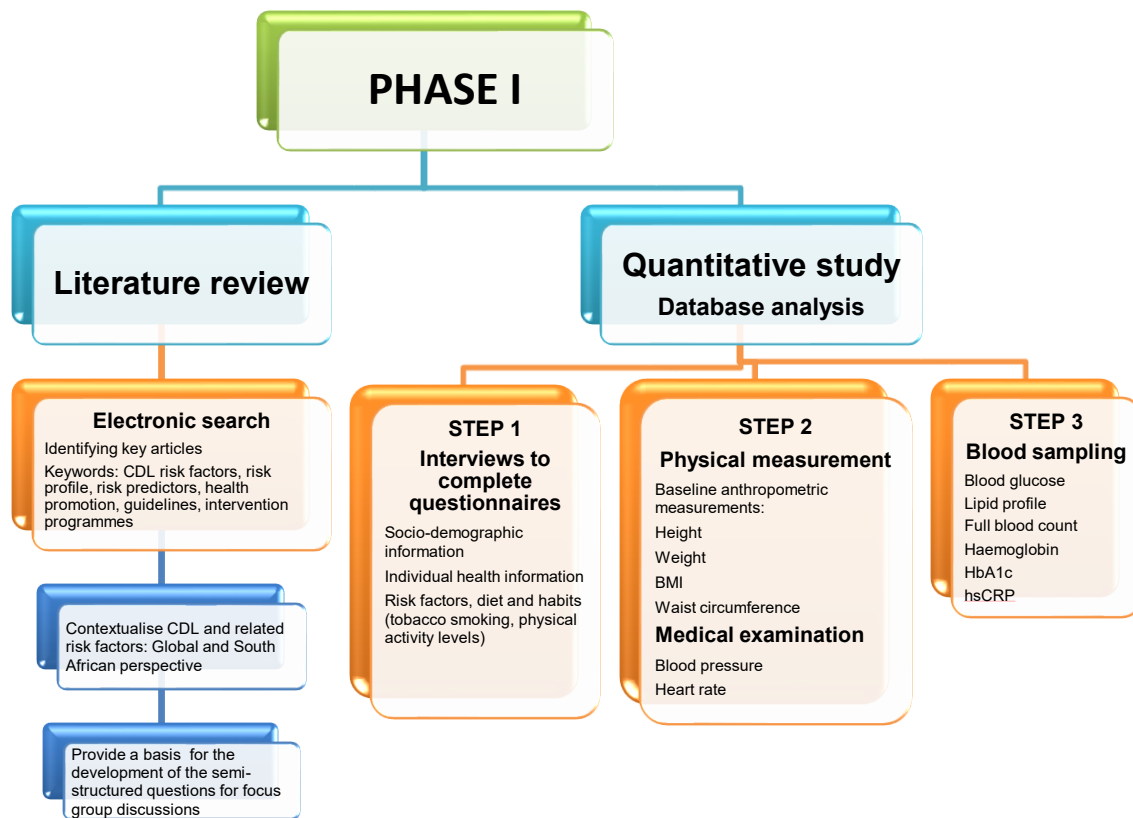 PHASE I
Literature review
Quantitative study
Database analysis
Electronic search
Identifying key articles
Keywords: CDL risk factors, risk
profile, risk predictors, health
promotion, guidelines, intervention
programmes
Contextualise CDL and related
risk factors: Global and South
African perspective
Provide a basis for the
development of the semi-
structured questions for focus
group discussions
STEP 1
Interviews to
complete
questionnaires
Socio-demographic
information
Individual health information
Risk factors, diet and habits
(tobacco smoking, physical
activity levels)
STEP 2
Physical measurement
Baseline anthropometric
measurements:
Height
Weight
BMI
Waist circumference
Medical examination
Blood pressure
Heart rate
STEP 3
Blood sampling
Blood glucose
Lipid profile
Full blood count
Haemoglobin
HbA1c
hsCRP